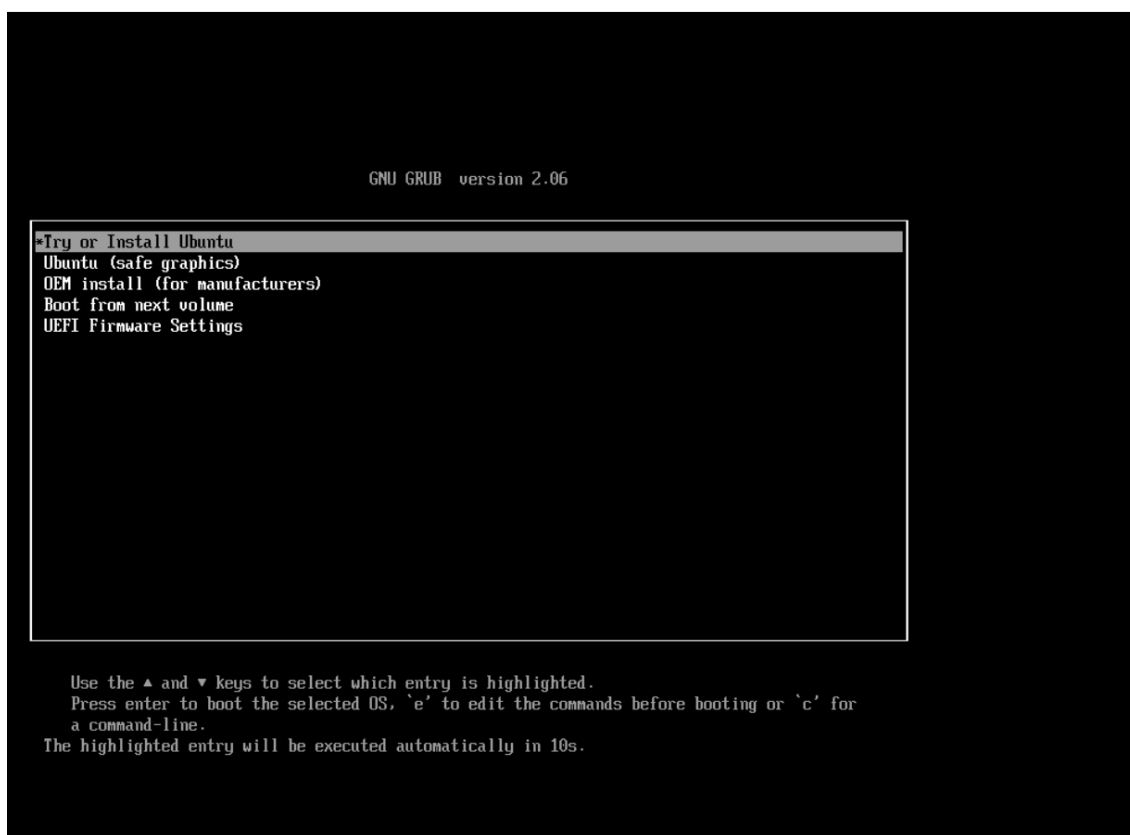 GNU GRUB  version 2.06
*Try or Install Ubuntu
Ubuntu (safe graphics)
OEM install (for manufacturers)
Boot from next volume
UEFI Firmware Settings
Use the ▲ and ▼ keys to select which entry is highlighted.
Press enter to boot the selected OS, `e' to edit the commands before booting or `c' for
a command-line.
The highlighted entry will be executed automatically in 10s.